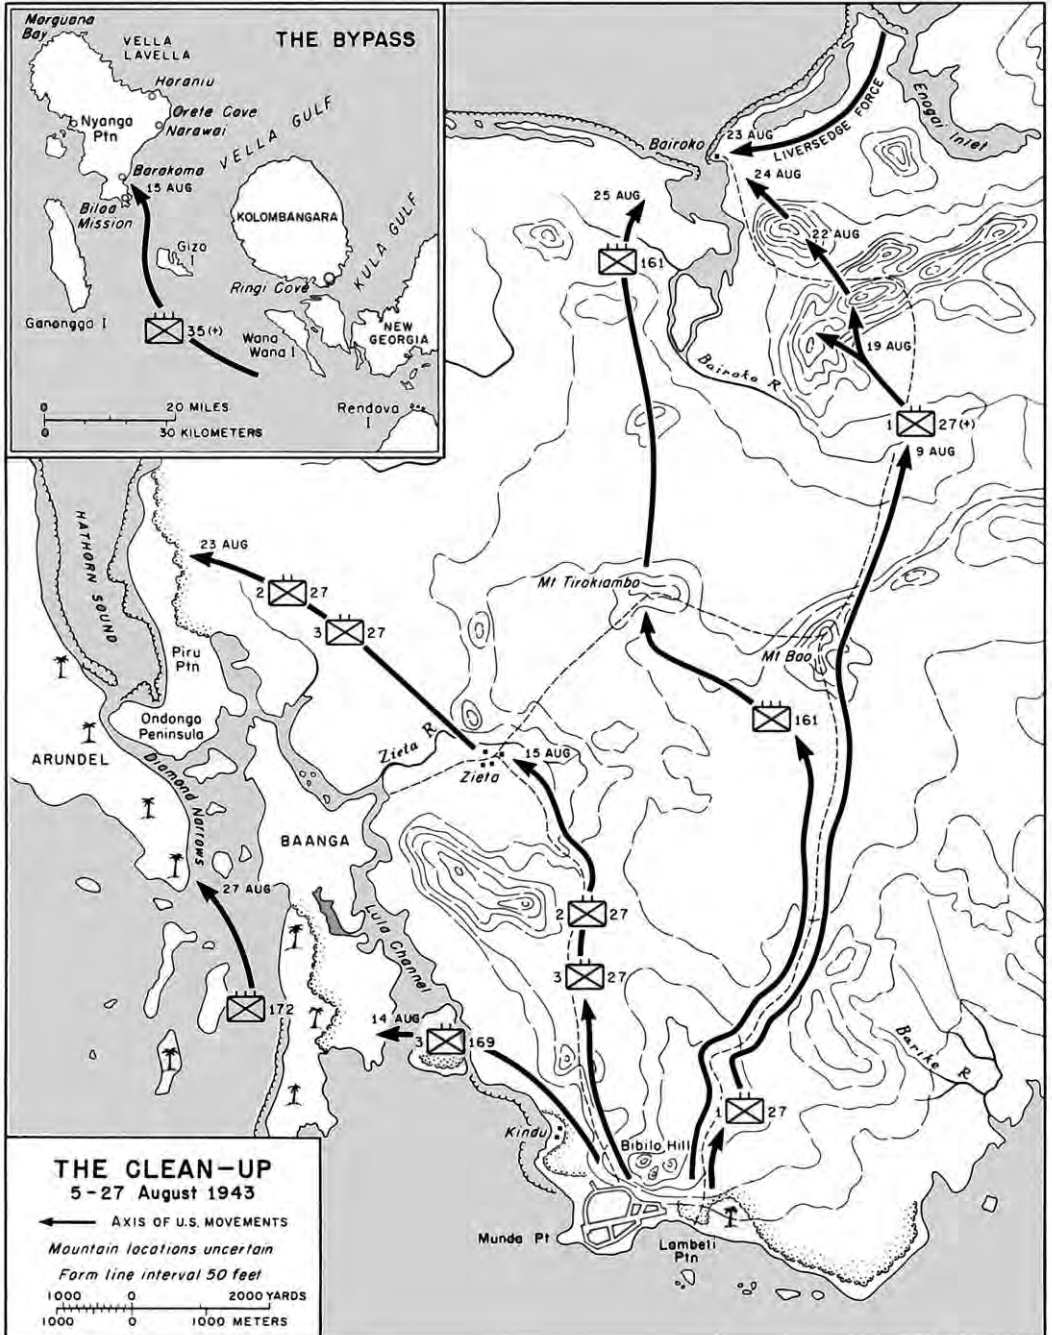 THE BYPASS
Morguana
Bay
VELLA
LAVELLA
Horaniu
Nyanga
Ptn
Orete Cove
Narawai
VELLA GULF
Barakoma
15 AUG
Biloa
Mission
KOLOMBANGARA
KULA GULF
Gizo
I
Ringi Cove
Ganongga I
35(+)
Wana
Wana I
NEW
GEORGIA
Rendova
I
0 20 MILES
0 30 KILOMETERS
Enogai Inlet
Bairoko
23 AUG
LIVERSEDGE FORCE
24 AUG
25 AUG
22 AUG
161
19 AUG
Bairoko R
1 27(+)
9 AUG
HATHORN SOUND
23 AUG
2 27
3 27
Mt Tirokiambo
Mt Bao
Piru
Ptn
161
Ondonga
Peninsula
ARUNDEL
Diamond Narrows
Zieta R
15 AUG
Zieta
BAANGA
27 AUG
Lulu Channel
2 27
3 27
172
14 AUG
3 169
Barike R
1 27
Kindu
Bibilo Hill
Munda Pt
Lambeti
Ptn
THE CLEAN-UP
5-27 August 1943
AXIS OF U.S. MOVEMENTS
Mountain locations uncertain
Form line interval 50 feet
1000 0 2000 YARDS
1000 0 1000 METERS